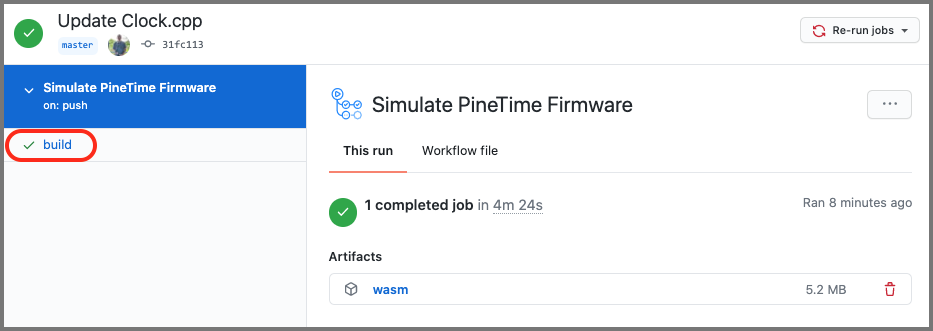 Update Clock.cpp
master 31fc113
Re-run jobs
Simulate PineTime Firmware
on: push
build
Simulate PineTime Firmware
...
This run Workflow file
1 completed job in 4m 24s
Ran 8 minutes ago
Artifacts
wasm 5.2 MB